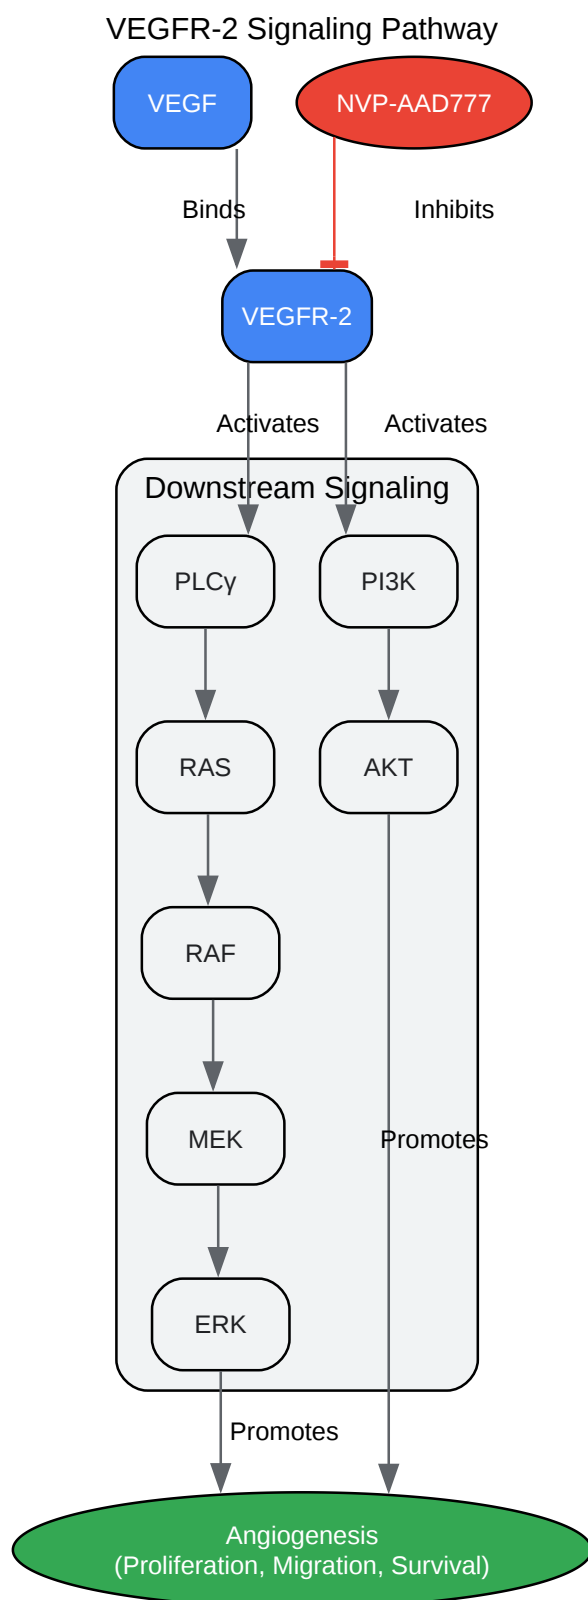 VEGFR-2 Signaling Pathway
VEGF
NVP-AAD777
Binds
Inhibits
VEGFR-2
Activates
Activates
Downstream Signaling
PLCγ
PI3K
RAS
AKT
RAF
MEK
Promotes
ERK
Promotes
Angiogenesis
(Proliferation, Migration, Survival)